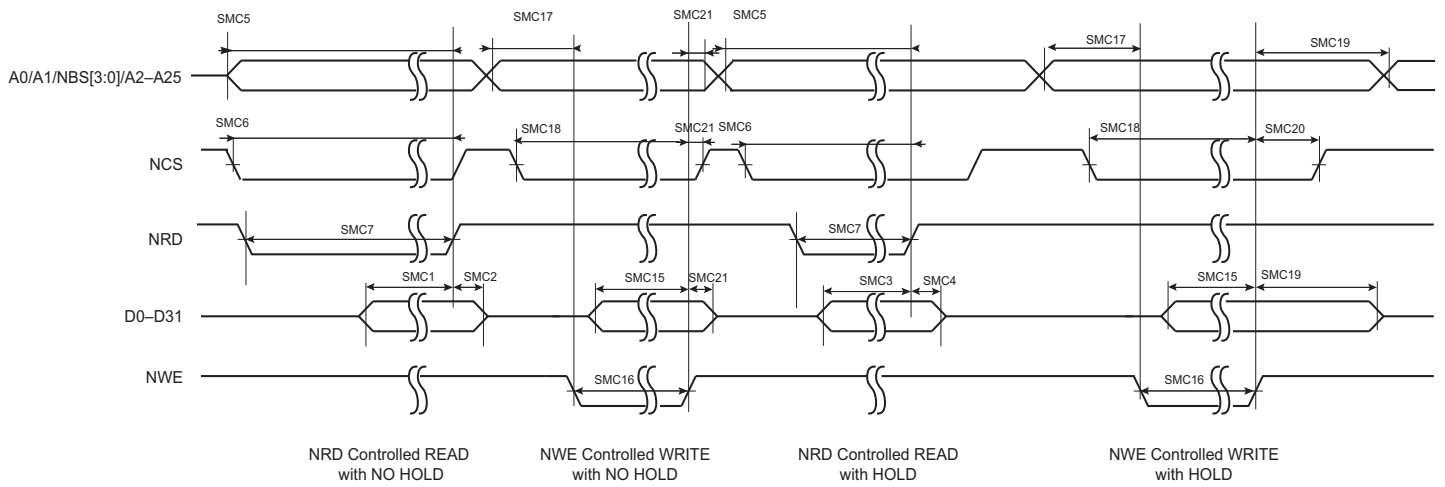 SMC5
SMC17
SMC21
SMC5
SMC17
SMC19
A0/A1/NBS[3:0]/A2–A25
SMC6
SMC18
SMC21
SMC6
SMC18
SMC20
NCS
NRD
SMC7
SMC7
SMC1
SMC2
SMC15
SMC21
SMC3
SMC4
SMC15
SMC19
D0–D31
NWE
SMC16
SMC16
NRD Controlled READ
with NO HOLD
NWE Controlled WRITE
with NO HOLD
NRD Controlled READ
with HOLD
NWE Controlled WRITE
with HOLD